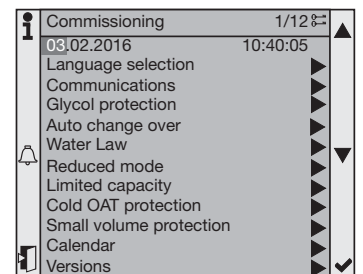 Commissioning 1/12
03.02.2016 10:40:05
Language selection
Communications
Glycol protection
Auto change over
Water Law
Reduced mode
Limited capacity
Cold OAT protection
Small volume protection
Calendar
Versions